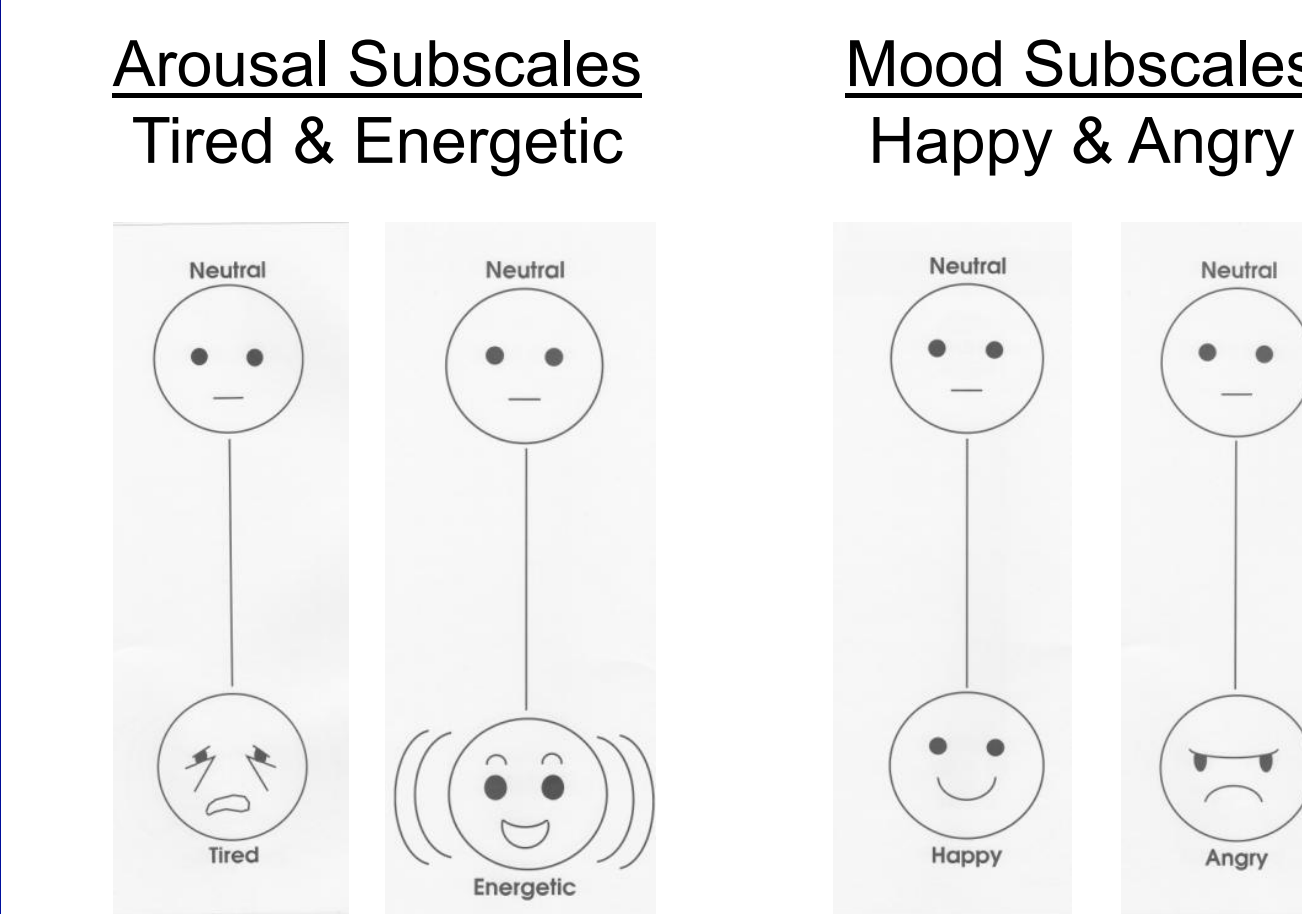 Arousal Subscales
Tired & Energetic
Mood Subscales
Happy & Angry
Neutral
Tired
Neutral
Energetic
Neutral
Happy
Neutral
Angry